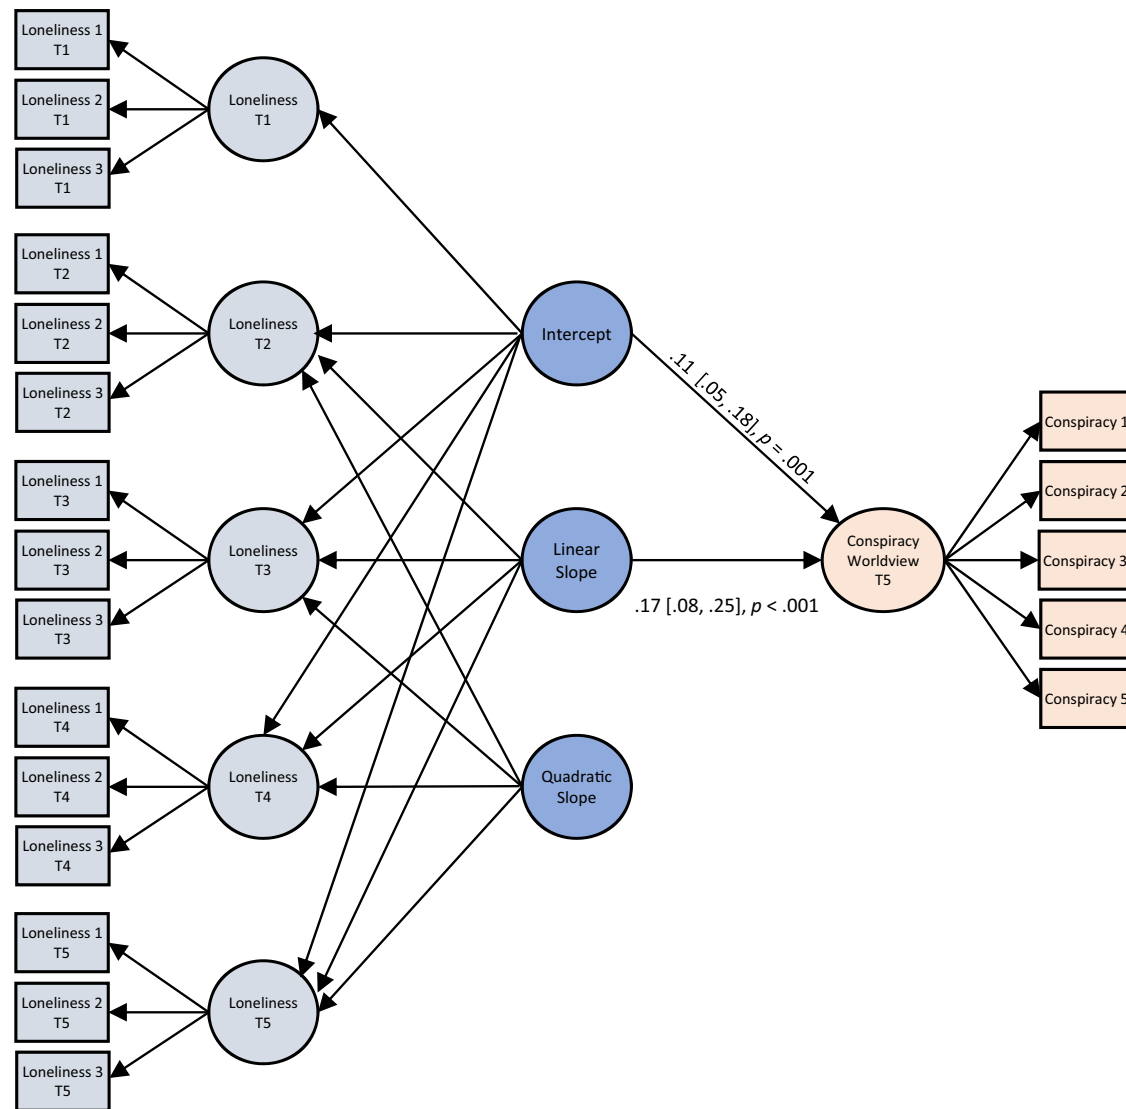 Loneliness 1
T1
Loneliness 2
T1
Loneliness 3
T1
Loneliness
T1
Loneliness 1
T2
Loneliness 2
T2
Loneliness 3
T2
Loneliness
T2
Loneliness 1
T3
Loneliness 2
T3
Loneliness 3
T3
Loneliness
T3
Loneliness 1
T4
Loneliness 2
T4
Loneliness 3
T4
Loneliness
T4
Loneliness 1
T5
Loneliness 2
T5
Loneliness 3
T5
Loneliness
T5
Intercept
Linear
Slope
Quadratic
Slope
.11 [.05, .18], p = .001
.17 [.08, .25], p < .001
Conspiracy
Worldview
T5
Conspiracy 1
Conspiracy 2
Conspiracy 3
Conspiracy 4
Conspiracy 5